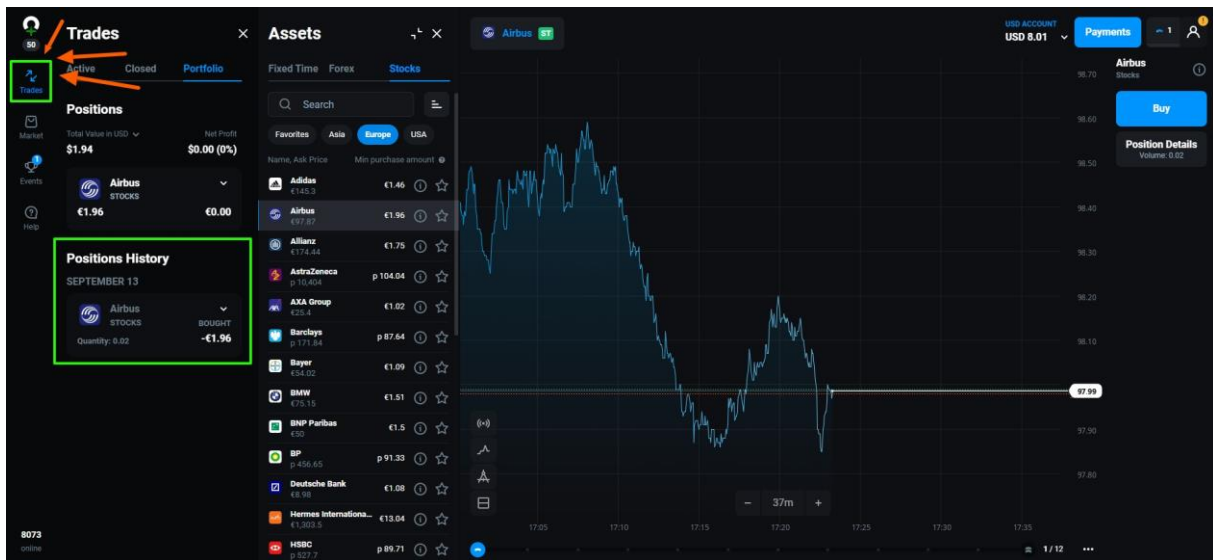 50
Trades
Market
Events
1
Help
8073
online
Trades
Active Closed Portfolio
Positions
Total Value in USD Net Profit
$1.94 $0.00 (0%)
Airbus
STOCKS
€1.96 €0.00
Positions History
SEPTEMBER 13
Airbus
STOCKS BOUGHT
Quantity: 0.02 -€1.96
Assets
Fixed Time Forex Stocks
Search
Favorites Asia Europe USA
Name, Ask Price Min purchase amount
Adidas
€145.3 €1.46
Airbus
€97.87 €1.96
Allianz
€174.44 €1.75
AstraZeneca
p 10,404 p 104.04
AXA Group
€25.4 €1.02
Barclays
p 171.84 p 87.64
Bayer
€54.02 €1.09
BMW
€75.15 €1.51
BNP Paribas
€50 €1.5
BP
p 456.65 p 91.33
Deutsche Bank
€8.98 €1.08
Hermes Internationa...
€1,303.5 €13.04
HSBC
p 527.7 p 89.71
Airbus ST
USD ACCOUNT
USD 8.01
Payments
1
98.70
98.60
98.50
98.40
98.30
98.20
98.10
97.99
97.90
97.80
− 37m +
17:05 17:10 17:15 17:20 17:25 17:30 17:35
1/12
Airbus
Stocks
Buy
Position Details
Volume: 0.02